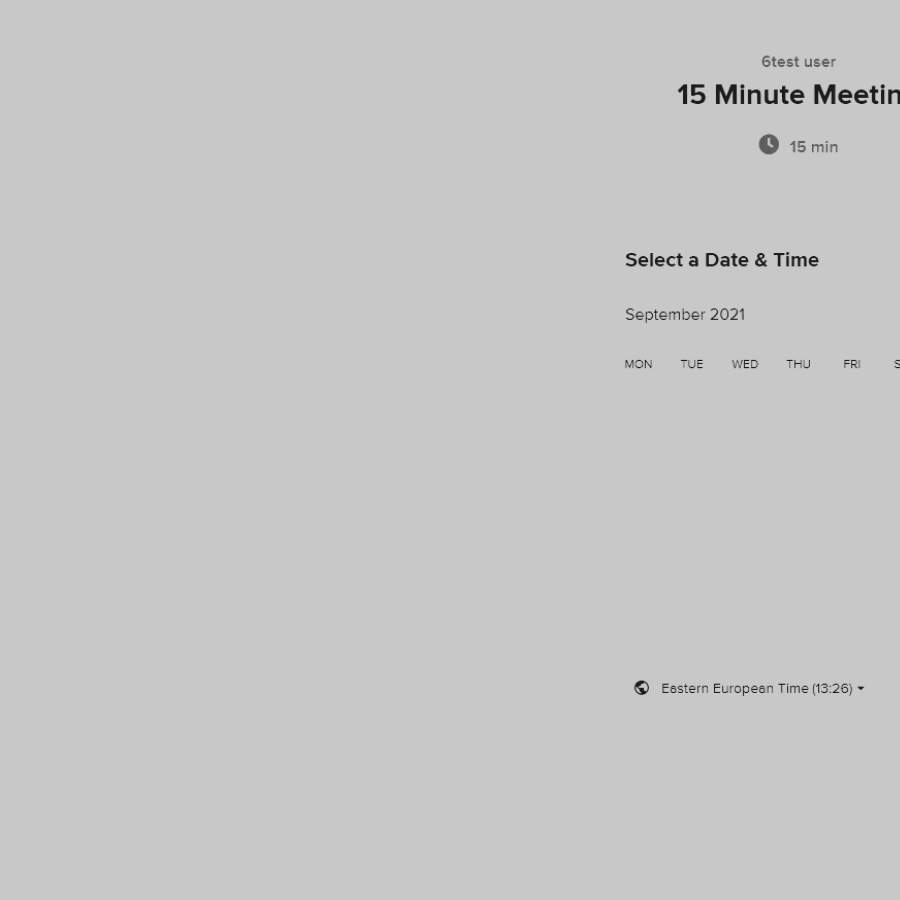 6test user
15 Minute Meetin
15 min
Select a Date & Time
September 2021
MON TUE WED THU FRI S
Eastern European Time (13:26)